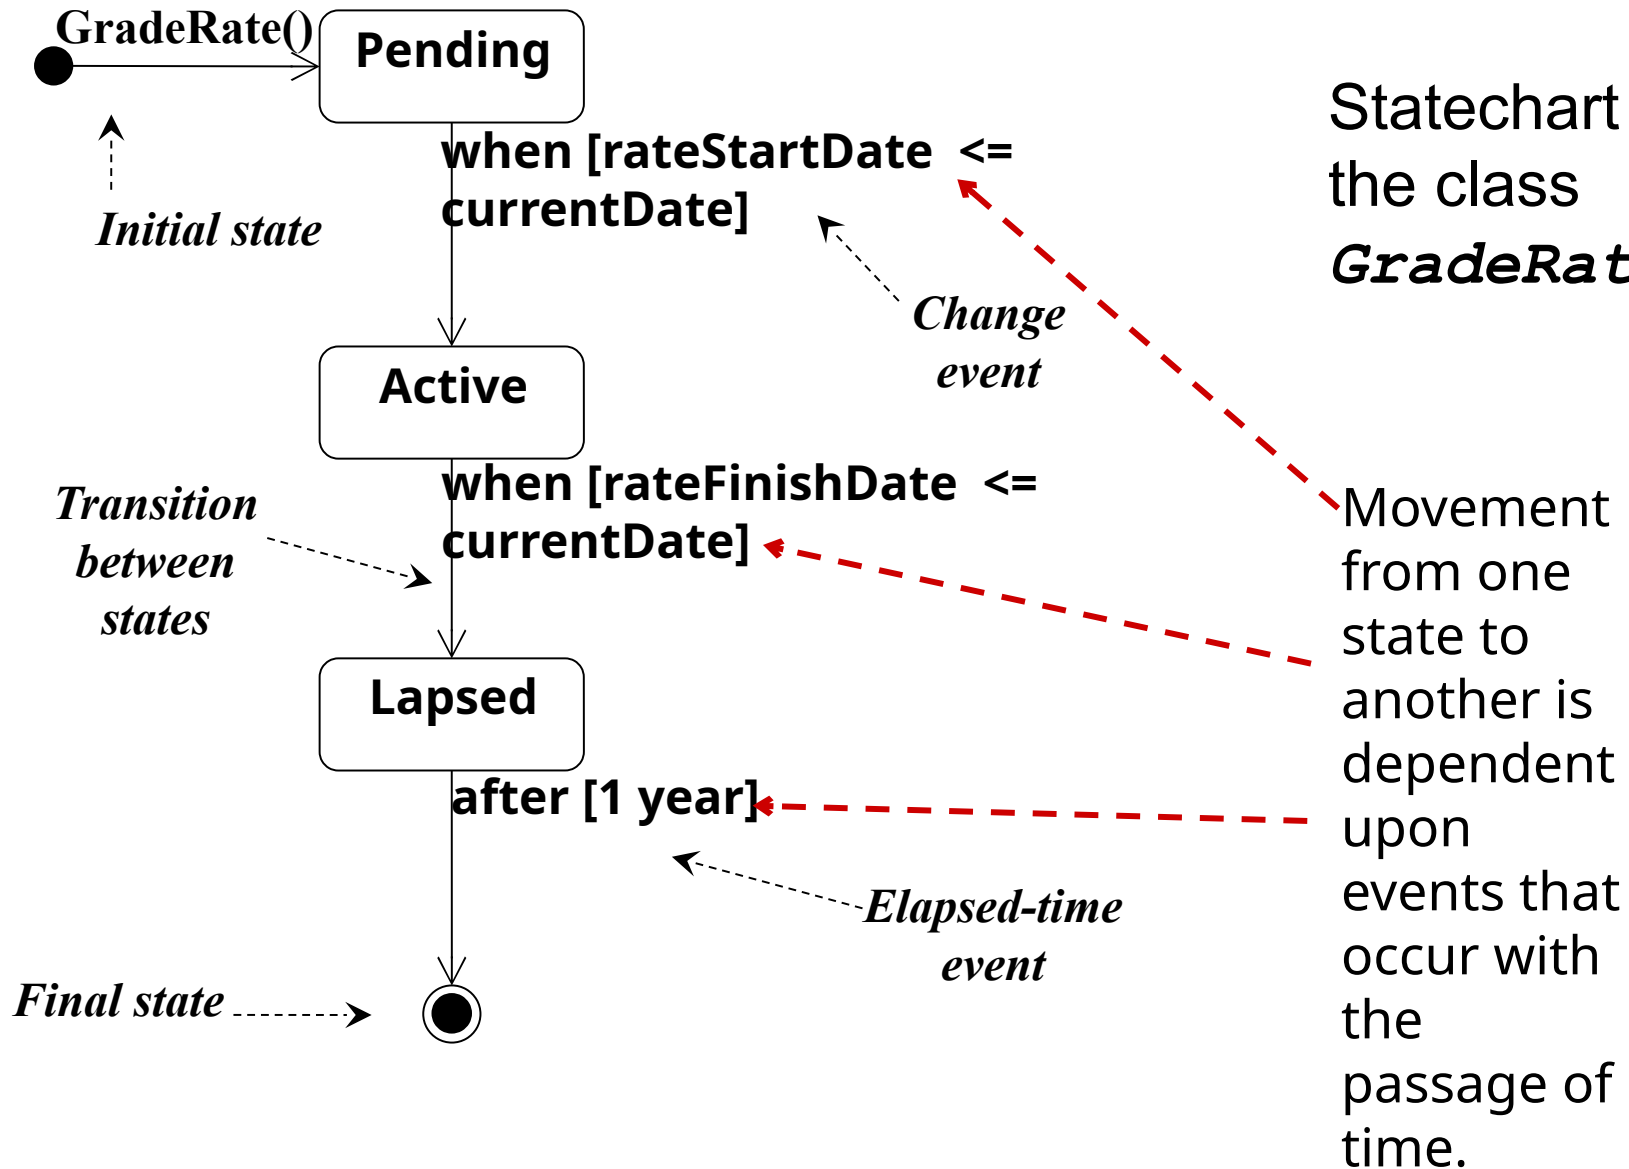 GradeRate()
Pending
Statechart
the class
GradeRat
when [rateStartDate <=
currentDate]
Initial state
Change
event
Active
when [rateFinishDate <=
currentDate]
Transition
between
states
Movement
from one
state to
another is
dependent
upon
events that
occur with
the
passage of
time.
Lapsed
after [1 year]
Elapsed-time
event
Final state